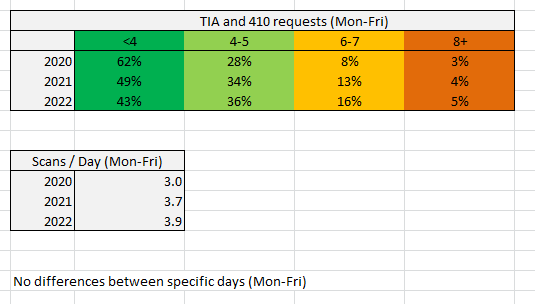 TIA and 410 requests (Mon-Fri)
<4 4-5 6-7 8+
2020 62% 28% 8% 3%
2021 49% 34% 13% 4%
2022 43% 36% 16% 5%
Scans / Day (Mon-Fri)
2020 3.0
2021 3.7
2022 3.9
No differences between specific days (Mon-Fri)